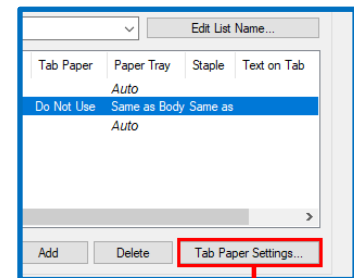 Edit List Name...
Tab Paper Paper Tray Staple Text on Tab
Auto
Do Not Use Same as Body Same as
Auto
Add Delete Tab Paper Settings...